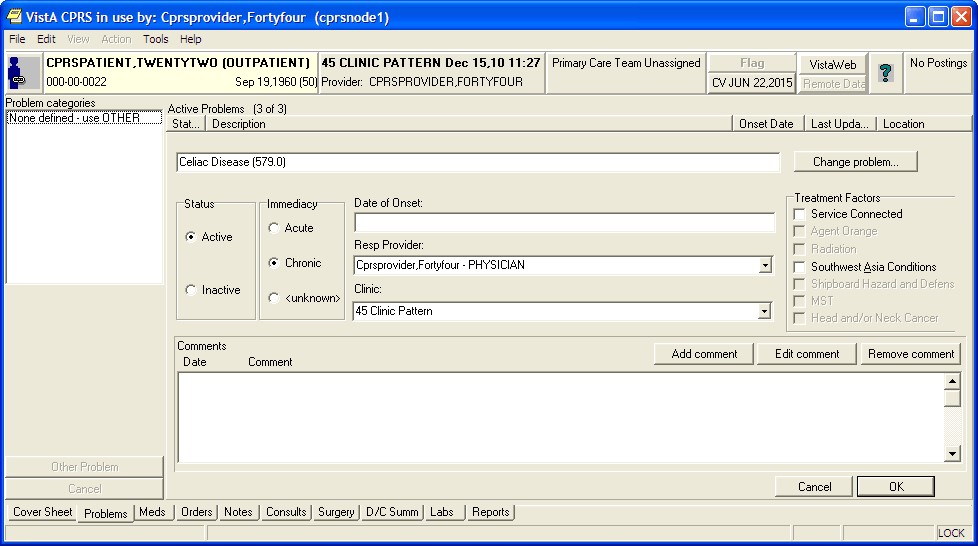 VistA CPRS in use by: Cprsprovider,Fortyfour (cprsnode1)
File Edit View Action Tools Help
CPRSPATIENT,TWENTYTWO (OUTPATIENT) 45 CLINIC PATTERN Dec 15,10 11:27 Primary Care Team Unassigned Flag VistaWeb ? No Postings
000-00-0022 Sep 19,1960 (50) Provider: CPRSPROVIDER,FORTYFOUR CV JUN 22,2015 Remote Data
Problem categories
None defined - use OTHER
Active Problems (3 of 3)
Stat... Description Onset Date Last Upda... Location
Celiac Disease (579.0) Change problem...
Status
Active
Inactive
Immediacy
Acute
Chronic
<unknown>
Date of Onset:
Resp Provider:
Cprsprovider,Fortyfour - PHYSICIAN
Clinic:
45 Clinic Pattern
Treatment Factors
Service Connected
Agent Orange
Radiation
Southwest Asia Conditions
Shipboard Hazard and Defens
MST
Head and/or Neck Cancer
Comments
Date Comment
Add comment Edit comment Remove comment
Other Problem
Cancel
Cancel OK
Cover Sheet Problems Meds Orders Notes Consults Surgery D/C Summ Labs Reports
LOCK